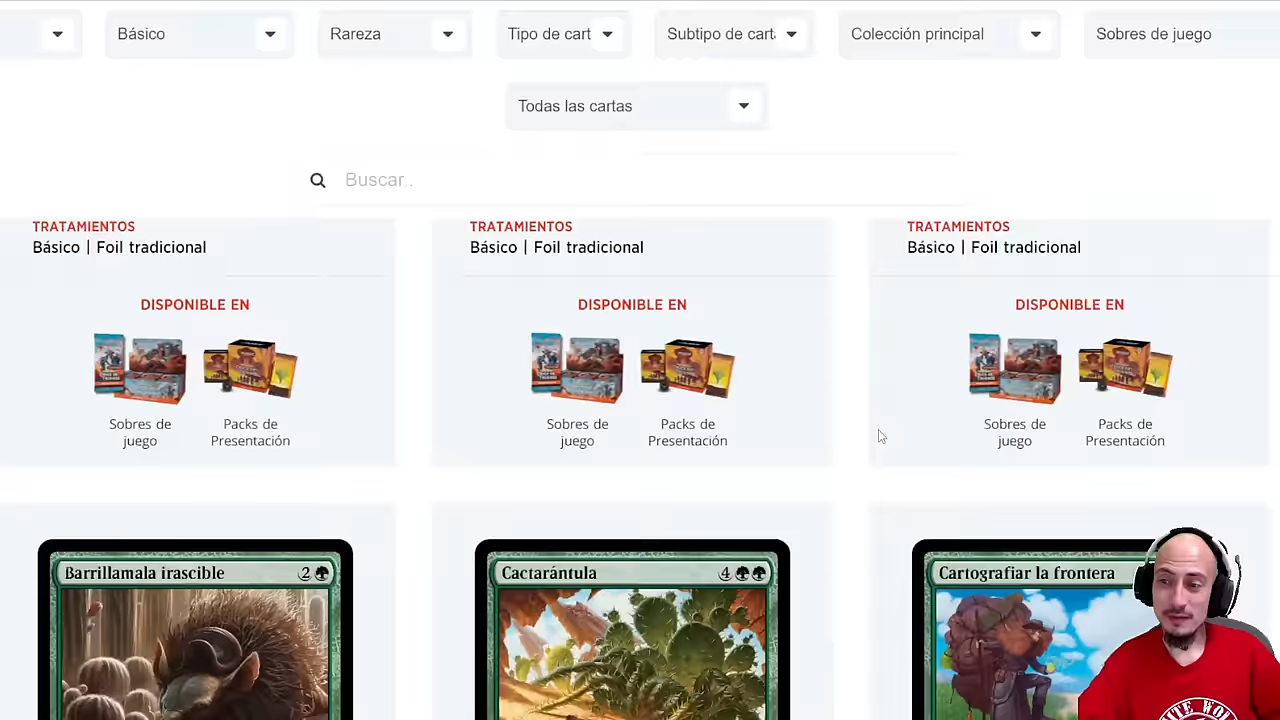 Básico
Rareza
Tipo de cart
Subtipo de carta
Colección principal
Sobres de juego
Todas las cartas
Buscar..
TRATAMIENTOS
Básico | Foil tradicional
DISPONIBLE EN
Sobres de
juego
Packs de
Presentación
TRATAMIENTOS
Básico | Foil tradicional
DISPONIBLE EN
Sobres de
juego
Packs de
Presentación
TRATAMIENTOS
Básico | Foil tradicional
DISPONIBLE EN
Sobres de
juego
Packs de
Presentación
Barrillamala irascible 2
Cactarántula 4
Cartografiar la frontera